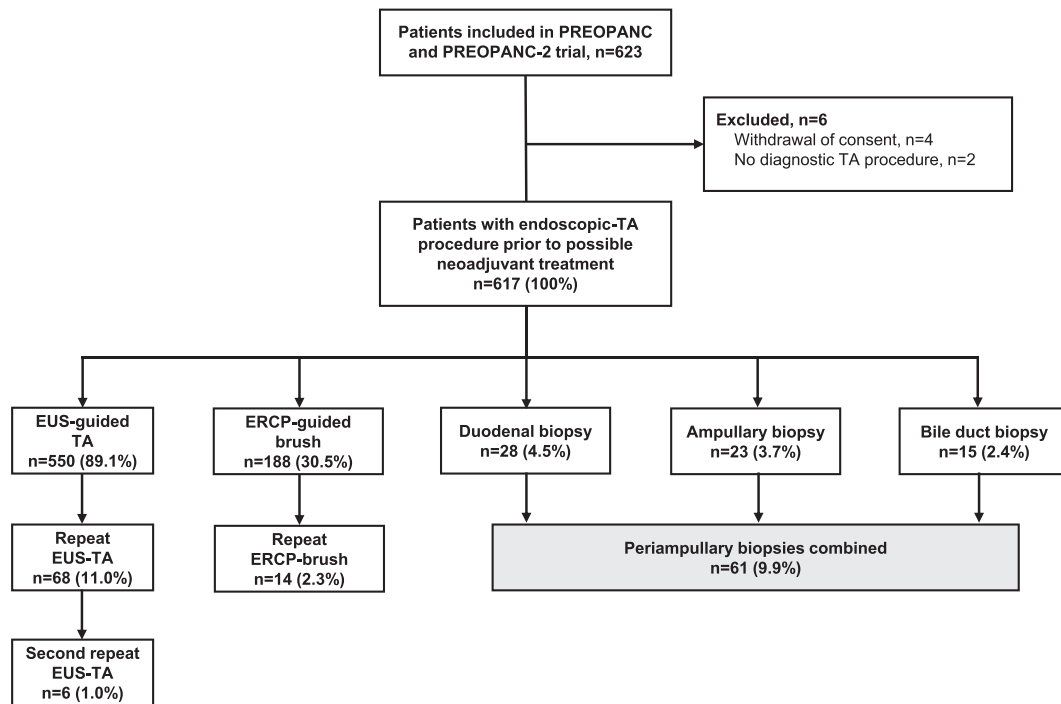 Patients included in PREOPANC
and PREOPANC-2 trial, n=623
Excluded, n=6
Withdrawal of consent, n=4
No diagnostic TA procedure, n=2
Patients with endoscopic-TA
procedure prior to possible
neoadjuvant treatment
n=617 (100%)
EUS-guided
TA
n=550 (89.1%)
ERCP-guided
brush
n=188 (30.5%)
Duodenal biopsy
n=28 (4.5%)
Ampullary biopsy
n=23 (3.7%)
Bile duct biopsy
n=15 (2.4%)
Repeat
EUS-TA
n=68 (11.0%)
Repeat
ERCP-brush
n=14 (2.3%)
Periampullary biopsies combined
n=61 (9.9%)
Second repeat
EUS-TA
n=6 (1.0%)